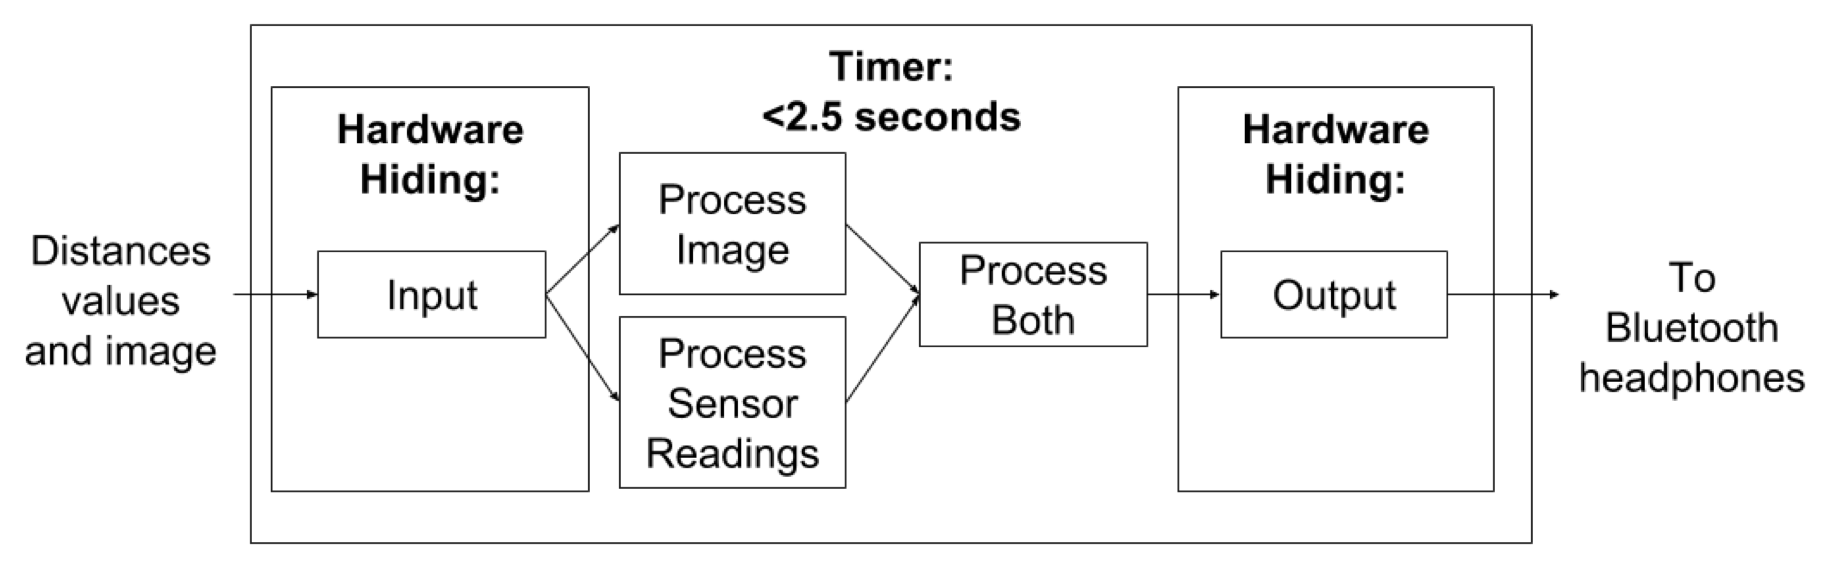 Distances
values
and image
Hardware
Hiding:
Input
Timer:
<2.5 seconds
Process
Image
Process
Sensor
Readings
Process
Both
Hardware
Hiding:
Output
To
Bluetooth
headphones